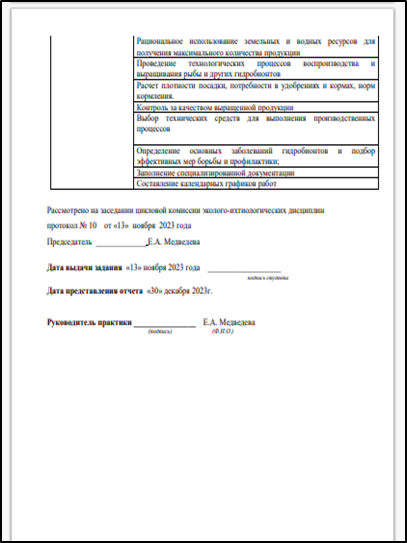 Рациональное использование земельных и водных ресурсов для
получения максимального количества продукции
Проведение технологических процессов воспроизводства и
выращивания рыбы и других гидробионтов
Расчет плотности посадки, потребности в удобрениях и кормах, норм
кормления.
Контроль за качеством выращенной продукции
Выбор технических средств для выполнения производственных
процессов
Определение основных заболеваний гидробионтов и подбор
эффективных мер борьбы и профилактики;
Заполнение специализированной документации
Составление календарных графиков работ
Рассмотрено на заседании цикловой комиссии эколого-ихтиологических дисциплин
протокол № 10 от «13» ноября 2023 года
Председатель ____________Е.А. Медведева
Дата выдачи задания «13» ноября 2023 года __________________
подпись студента
Дата представления отчета «30» декабря 2023г.
Руководитель практики ________________ Е.А. Медведева
(подпись) (Ф.И.О)